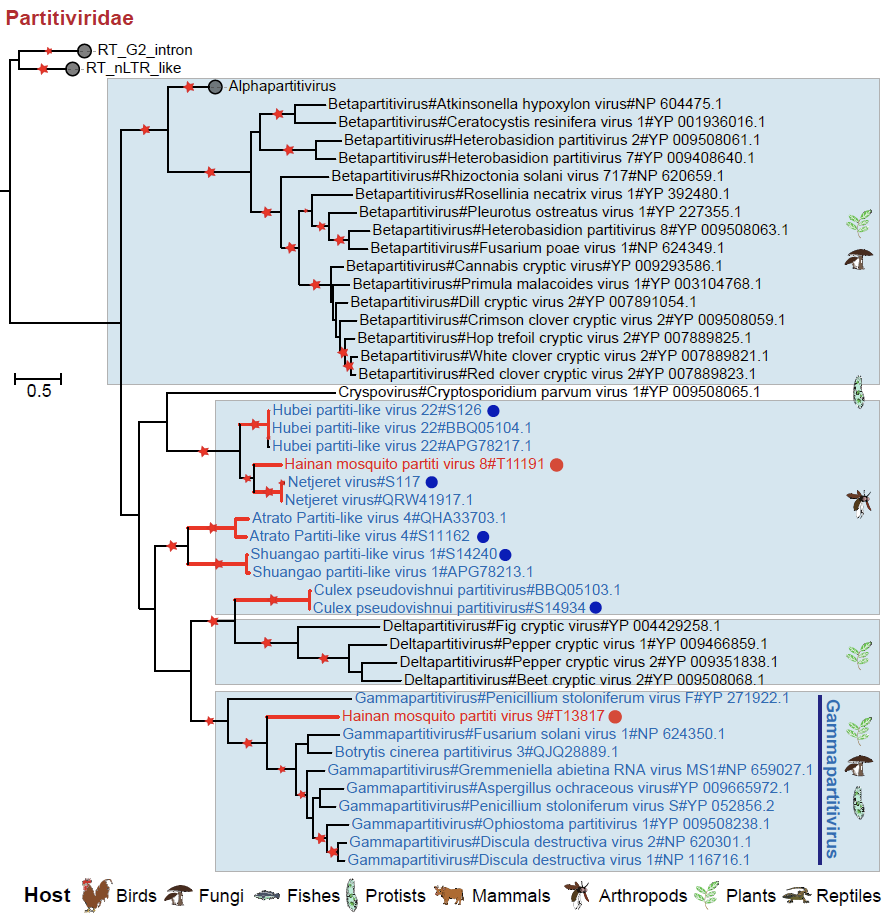 Partitiviridae
RT_G2_intron
RT_nLTR_like
Alphapartitivirus
Betapartitivirus#Atkinsonella hypoxylon virus#NP 604475.1
Betapartitivirus#Ceratocystis resinifera virus 1#YP 001936016.1
Betapartitivirus#Heterobasidion partitivirus 2#YP 009508061.1
Betapartitivirus#Heterobasidion partitivirus 7#YP 009408640.1
Betapartitivirus#Rhizoctonia solani virus 717#NP 620659.1
Betapartitivirus#Rosellinia necatrix virus 1#YP 392480.1
Betapartitivirus#Pleurotus ostreatus virus 1#YP 227355.1
Betapartitivirus#Heterobasidion partitivirus 8#YP 009508063.1
Betapartitivirus#Fusarium poae virus 1#NP 624349.1
Betapartitivirus#Cannabis cryptic virus#YP 009293586.1
Betapartitivirus#Primula malacoides virus 1#YP 003104768.1
Betapartitivirus#Dill cryptic virus 2#YP 007891054.1
Betapartitivirus#Crimson clover cryptic virus 2#YP 009508059.1
Betapartitivirus#Hop trefoil cryptic virus 2#YP 007889825.1
Betapartitivirus#White clover cryptic virus 2#YP 007889821.1
Betapartitivirus#Red clover cryptic virus 2#YP 007889823.1
0.5
Cryspovirus#Cryptosporidium parvum virus 1#YP 009508065.1
Hubei partiti-like virus 22#S126
Hubei partiti-like virus 22#BBQ05104.1
Hubei partiti-like virus 22#APG78217.1
Hainan mosquito partiti virus 8#T11191
Netjeret virus#S117
Netjeret virus#QRW41917.1
Atrato Partiti-like virus 4#QHA33703.1
Atrato Partiti-like virus 4#S11162
Shuangao partiti-like virus 1#S14240
Shuangao partiti-like virus 1#APG78213.1
Culex pseudovishnui partitivirus#BBQ05103.1
Culex pseudovishnui partitivirus#S14934
Deltapartitivirus#Fig cryptic virus#YP 004429258.1
Deltapartitivirus#Pepper cryptic virus 1#YP 009466859.1
Deltapartitivirus#Pepper cryptic virus 2#YP 009351838.1
Deltapartitivirus#Beet cryptic virus 2#YP 009508068.1
Gammapartitivirus#Penicillium stoloniferum virus F#YP 271922.1
Hainan mosquito partiti virus 9#T13817
Gammapartitivirus#Fusarium solani virus 1#NP 624350.1
Botrytis cinerea partitivirus 3#QJQ28889.1
Gammapartitivirus#Gremmeniella abietina RNA virus MS1#NP 659027.1
Gammapartitivirus#Aspergillus ochraceous virus#YP 009665972.1
Gammapartitivirus#Penicillium stoloniferum virus S#YP 052856.2
Gammapartitivirus#Ophiostoma partitivirus 1#YP 009508238.1
Gammapartitivirus#Discula destructiva virus 2#NP 620301.1
Gammapartitivirus#Discula destructiva virus 1#NP 116716.1
Gammapartitivirus
Host Birds Fungi Fishes Protists Mammals Arthropods Plants Reptiles